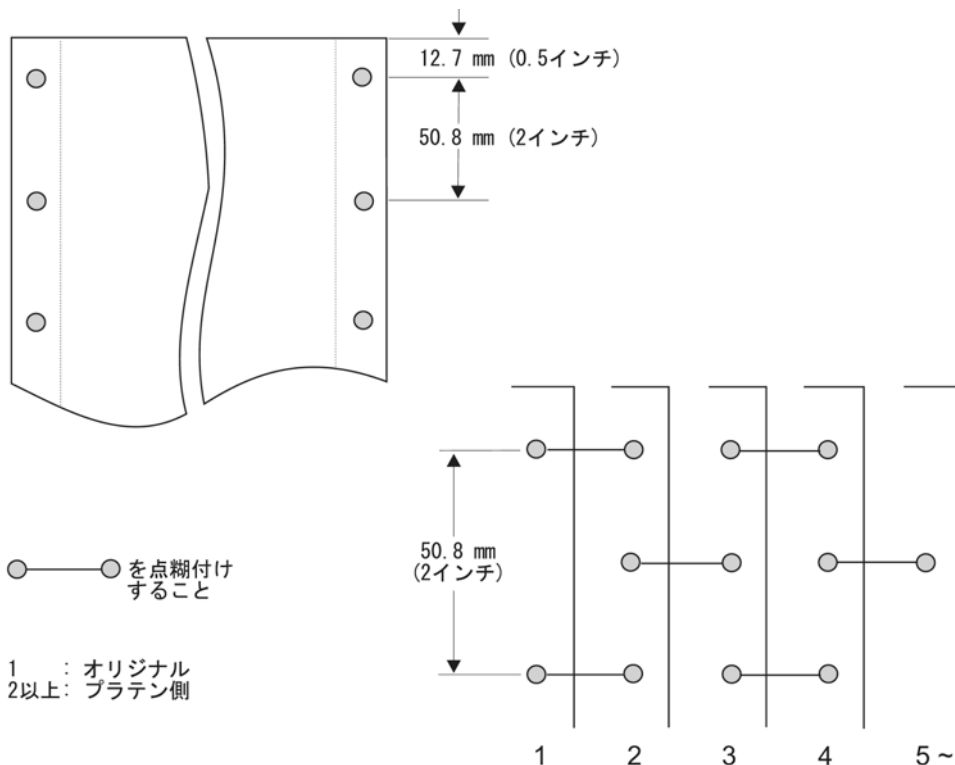 12.7 mm (0.5インチ)
50.8 mm (2インチ)
50.8 mm
(2インチ)
を点糊付け
すること
1 : オリジナル
2以上: プラテン側
1 2 3 4 5~